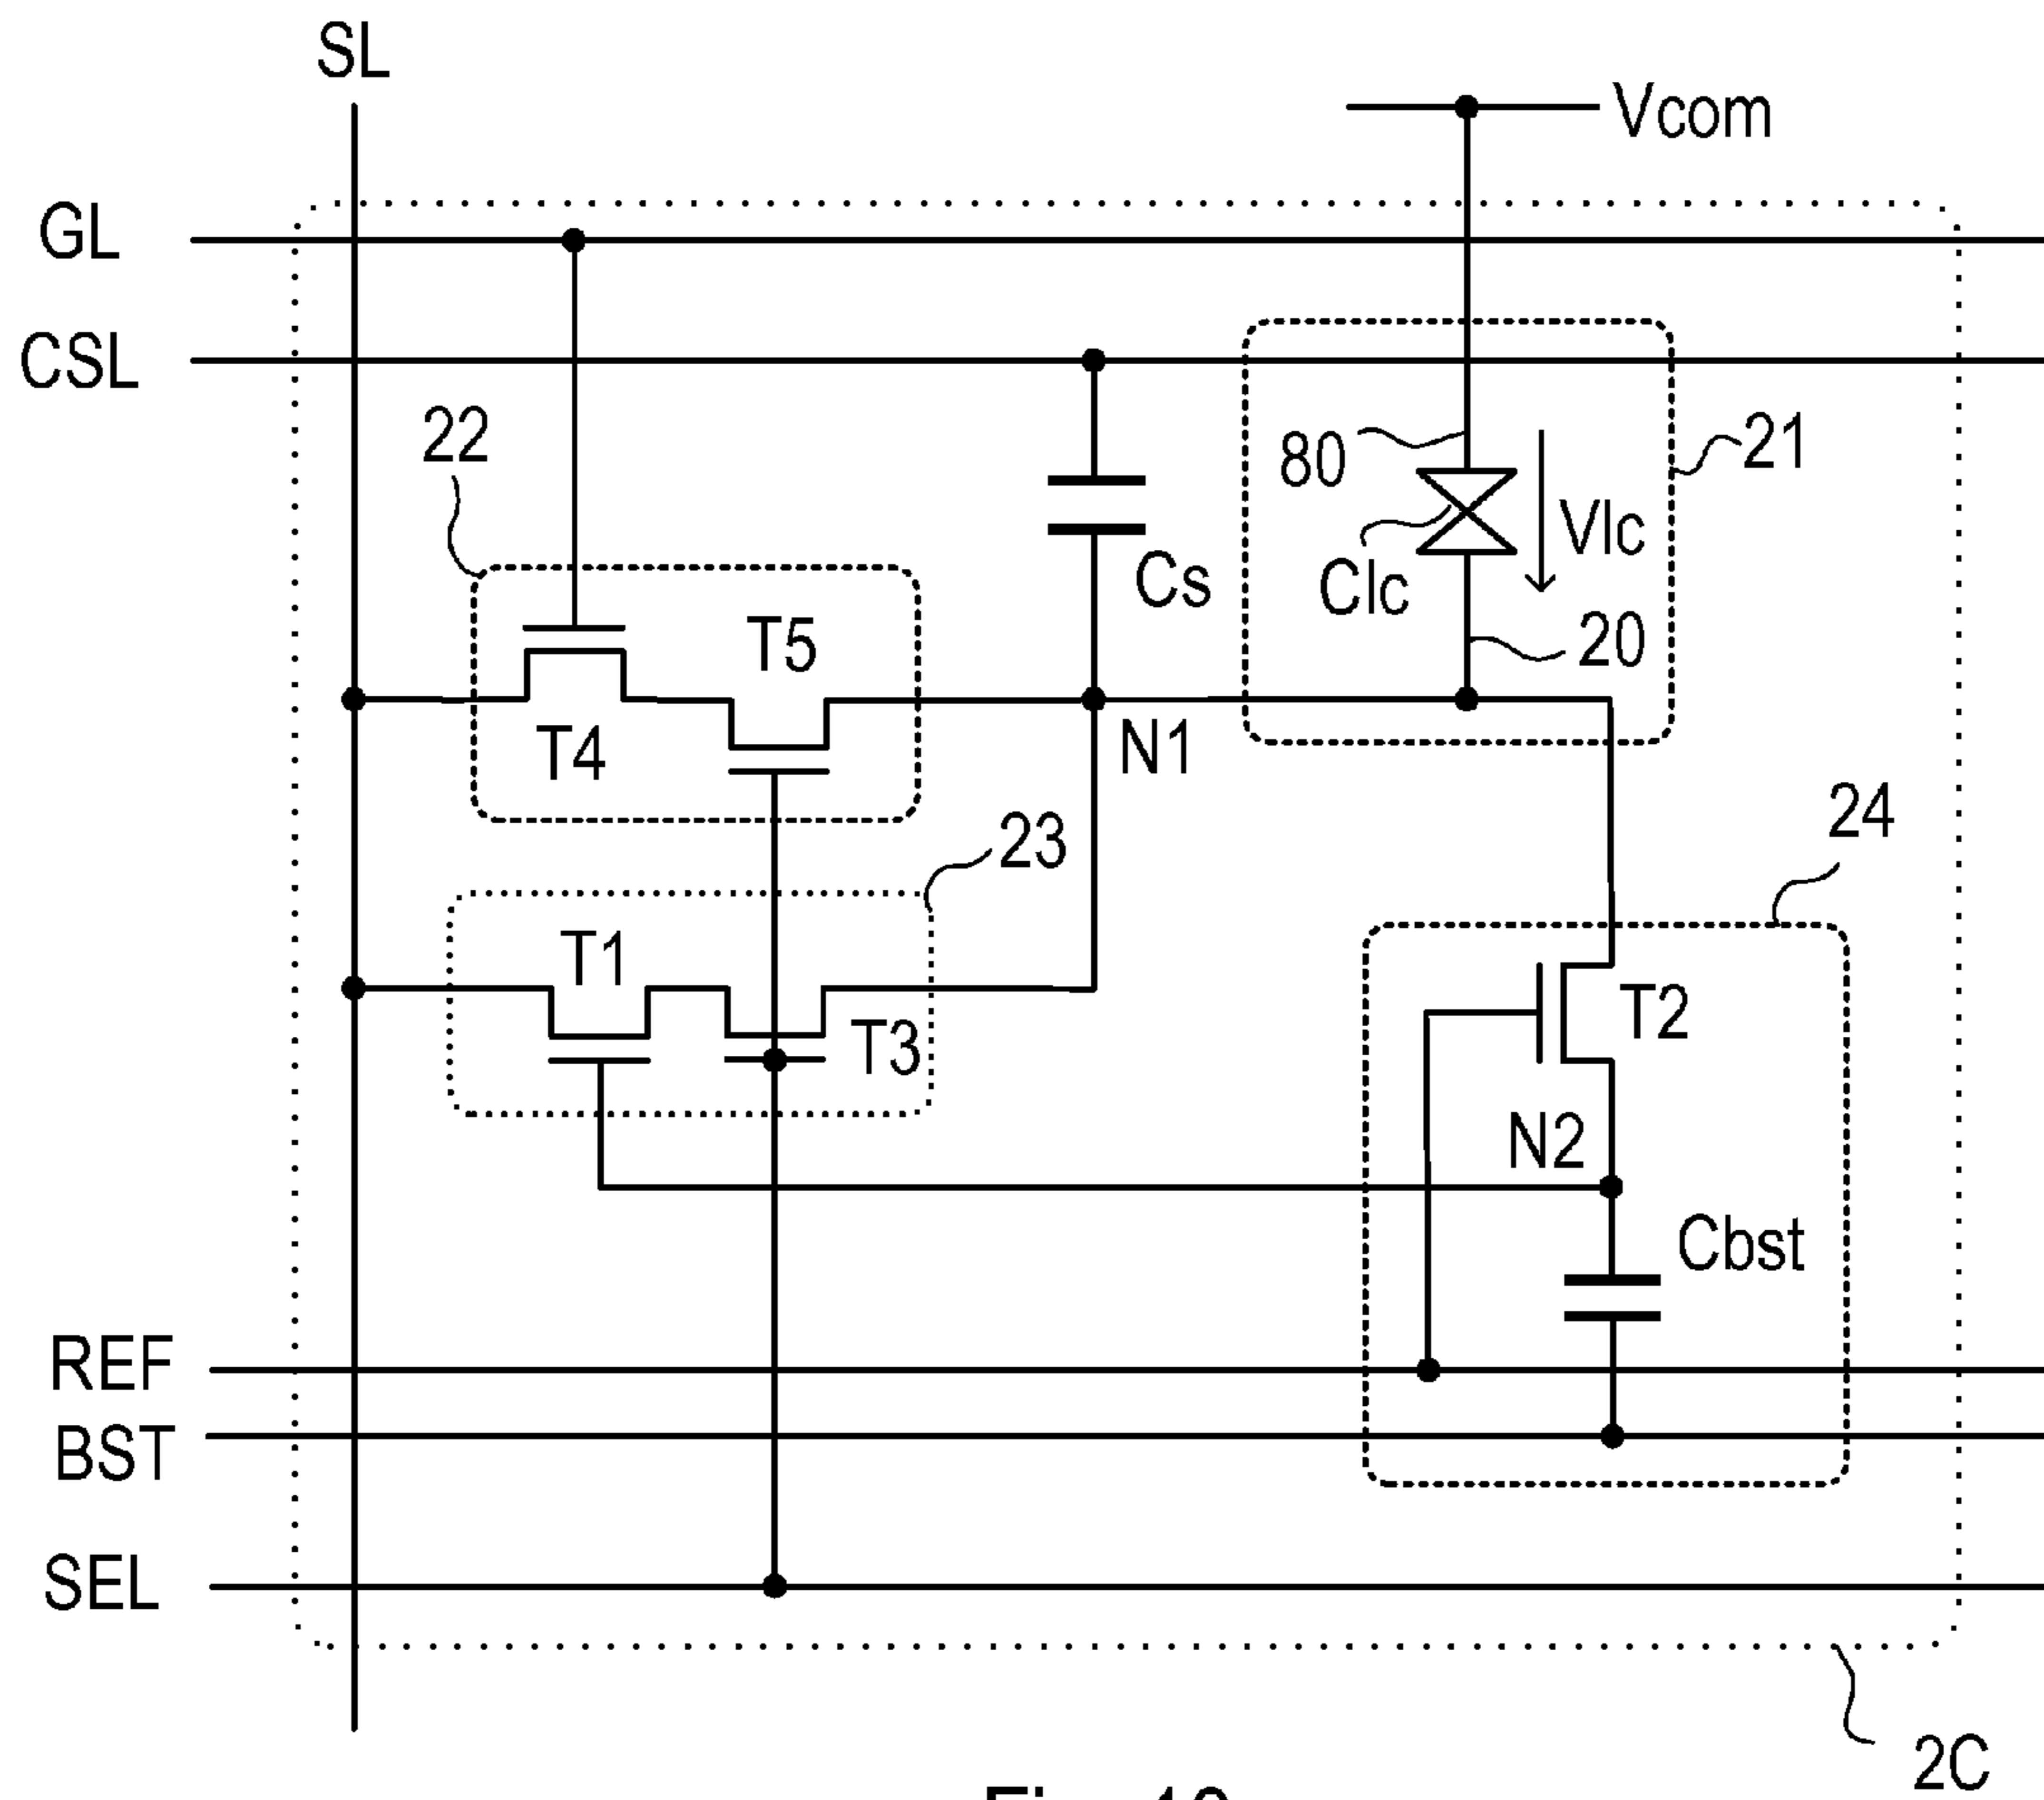 SL
Vcom
GL
CSL
22
80
21
Vlc
Cs
Clc
20
T5
T4
N1
24
23
T1
T3
T2
N2
Cbst
REF
BST
SEL
2C